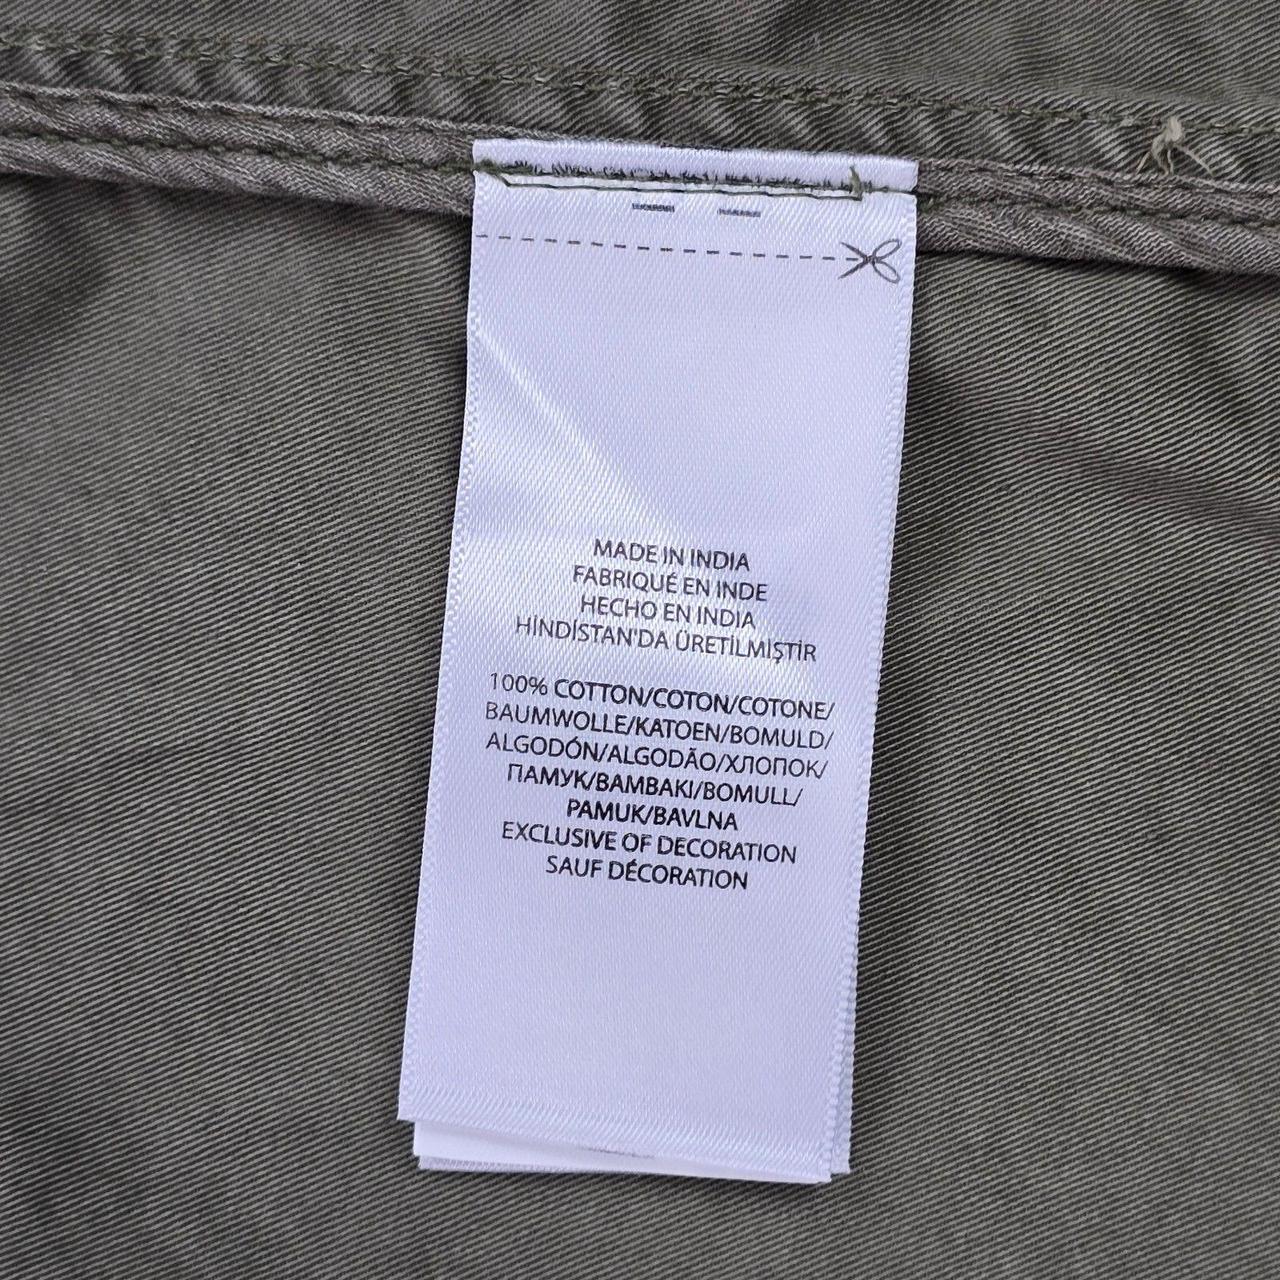 MADE IN INDIA
FABRIQUÉ EN INDE
HECHO EN INDIA
HİNDİSTAN'DA ÜRETİLMİŞTİR
100% COTTON/COTON/COTONE/
BAUMWOLLE/KATOEN/BOMULD/
ALGODÓN/ALGODÃO/ХЛОПОК/
ПАМУК/BAMBAKI/BOMULL/
PAMUK/BAVLNA
EXCLUSIVE OF DECORATION
SAUF DÉCORATION